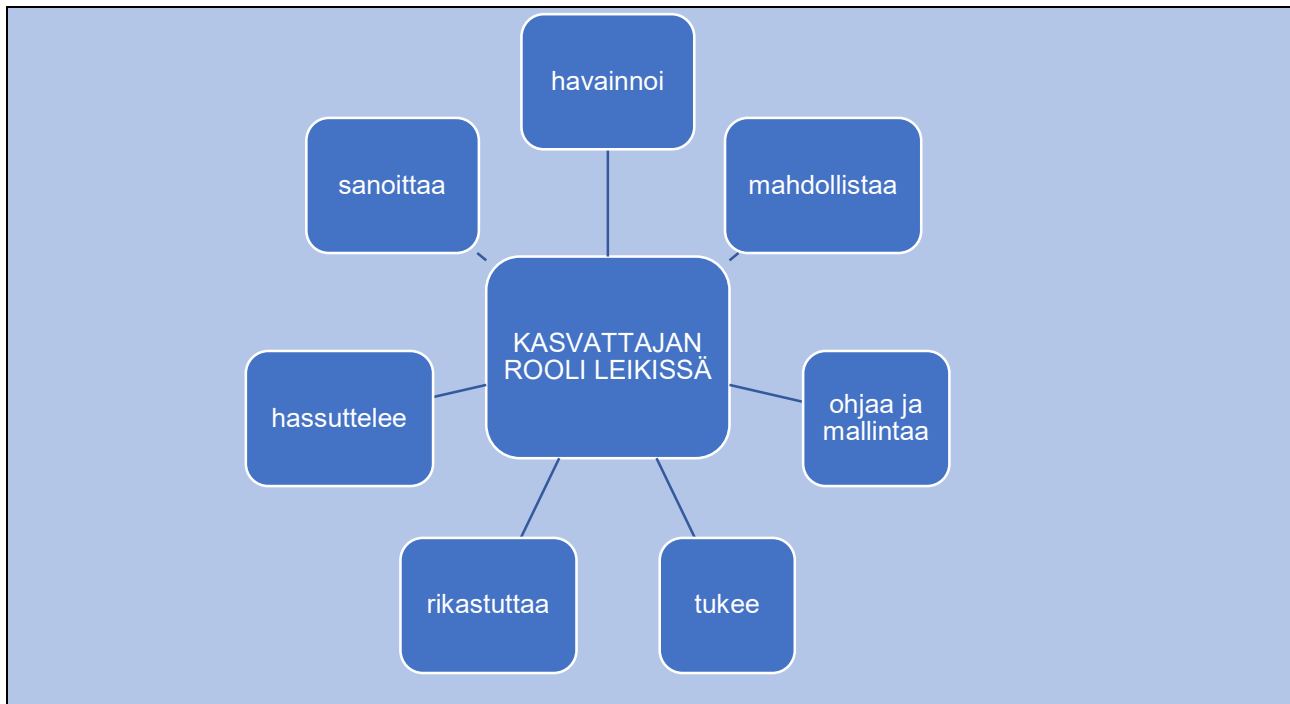 havainnoi
sanoittaa
mahdollistaa
KASVATTAJAN
ROOLI LEIKISSÄ
hassuttelee
ohjaa ja
mallintaa
rikastuttaa
tukee